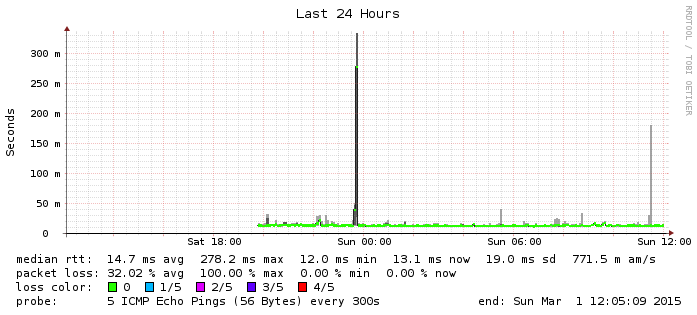 Last 24 Hours
RRDTOOL / TOBI OETIKER
Seconds
300 m
250 m
200 m
150 m
100 m
50 m
0
Sat 18:00 Sun 00:00 Sun 06:00 Sun 12:00
median rtt: 14.7 ms avg 278.2 ms max 12.0 ms min 13.1 ms now 19.0 ms sd 771.5 m am/s
packet loss: 32.02 % avg 100.00 % max 0.00 % min 0.00 % now
loss color: 0 1/5 2/5 3/5 4/5
probe: 5 ICMP Echo Pings (56 Bytes) every 300s end: Sun Mar 1 12:05:09 2015